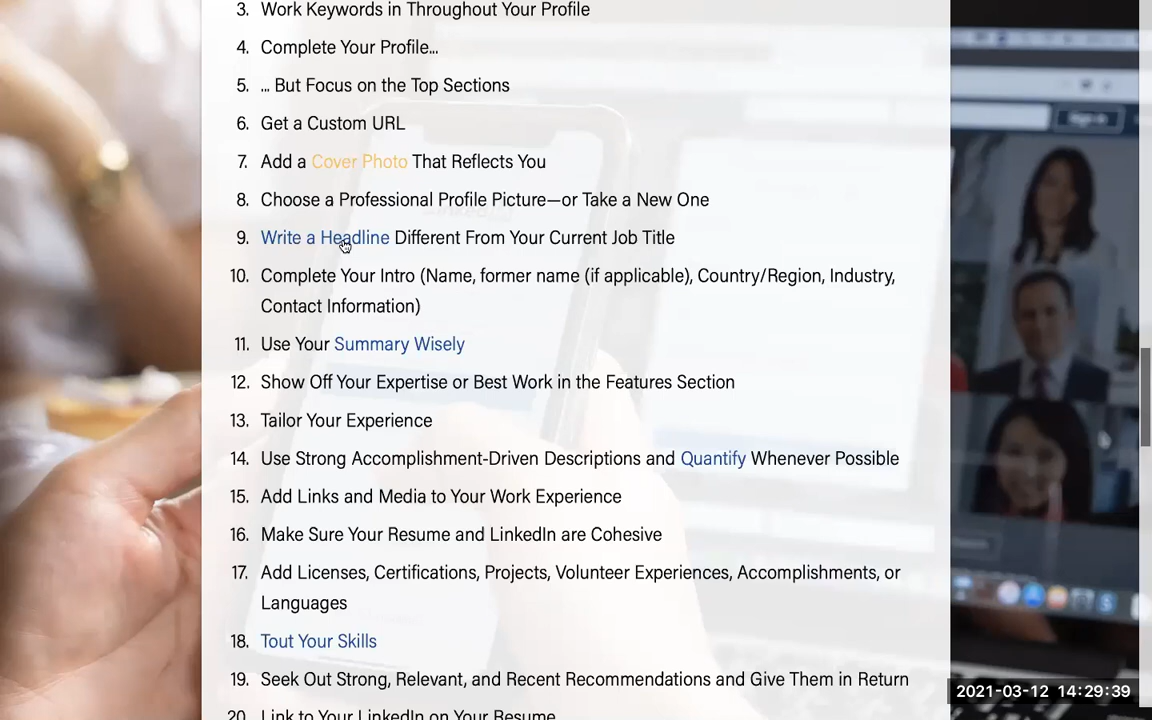 3. Work Keywords in Throughout Your Profile
4. Complete Your Profile...
5. ... But Focus on the Top Sections
6. Get a Custom URL
7. Add a Cover Photo That Reflects You
8. Choose a Professional Profile Picture—or Take a New One
9. Write a Headline Different From Your Current Job Title
10. Complete Your Intro (Name, former name (if applicable), Country/Region, Industry,
Contact Information)
11. Use Your Summary Wisely
12. Show Off Your Expertise or Best Work in the Features Section
13. Tailor Your Experience
14. Use Strong Accomplishment-Driven Descriptions and Quantify Whenever Possible
15. Add Links and Media to Your Work Experience
16. Make Sure Your Resume and LinkedIn are Cohesive
17. Add Licenses, Certifications, Projects, Volunteer Experiences, Accomplishments, or
Languages
18. Tout Your Skills
19. Seek Out Strong, Relevant, and Recent Recommendations and Give Them in Return
20. Link to Your LinkedIn on Your Resume
Sign in
2021-03-12 14:29:39